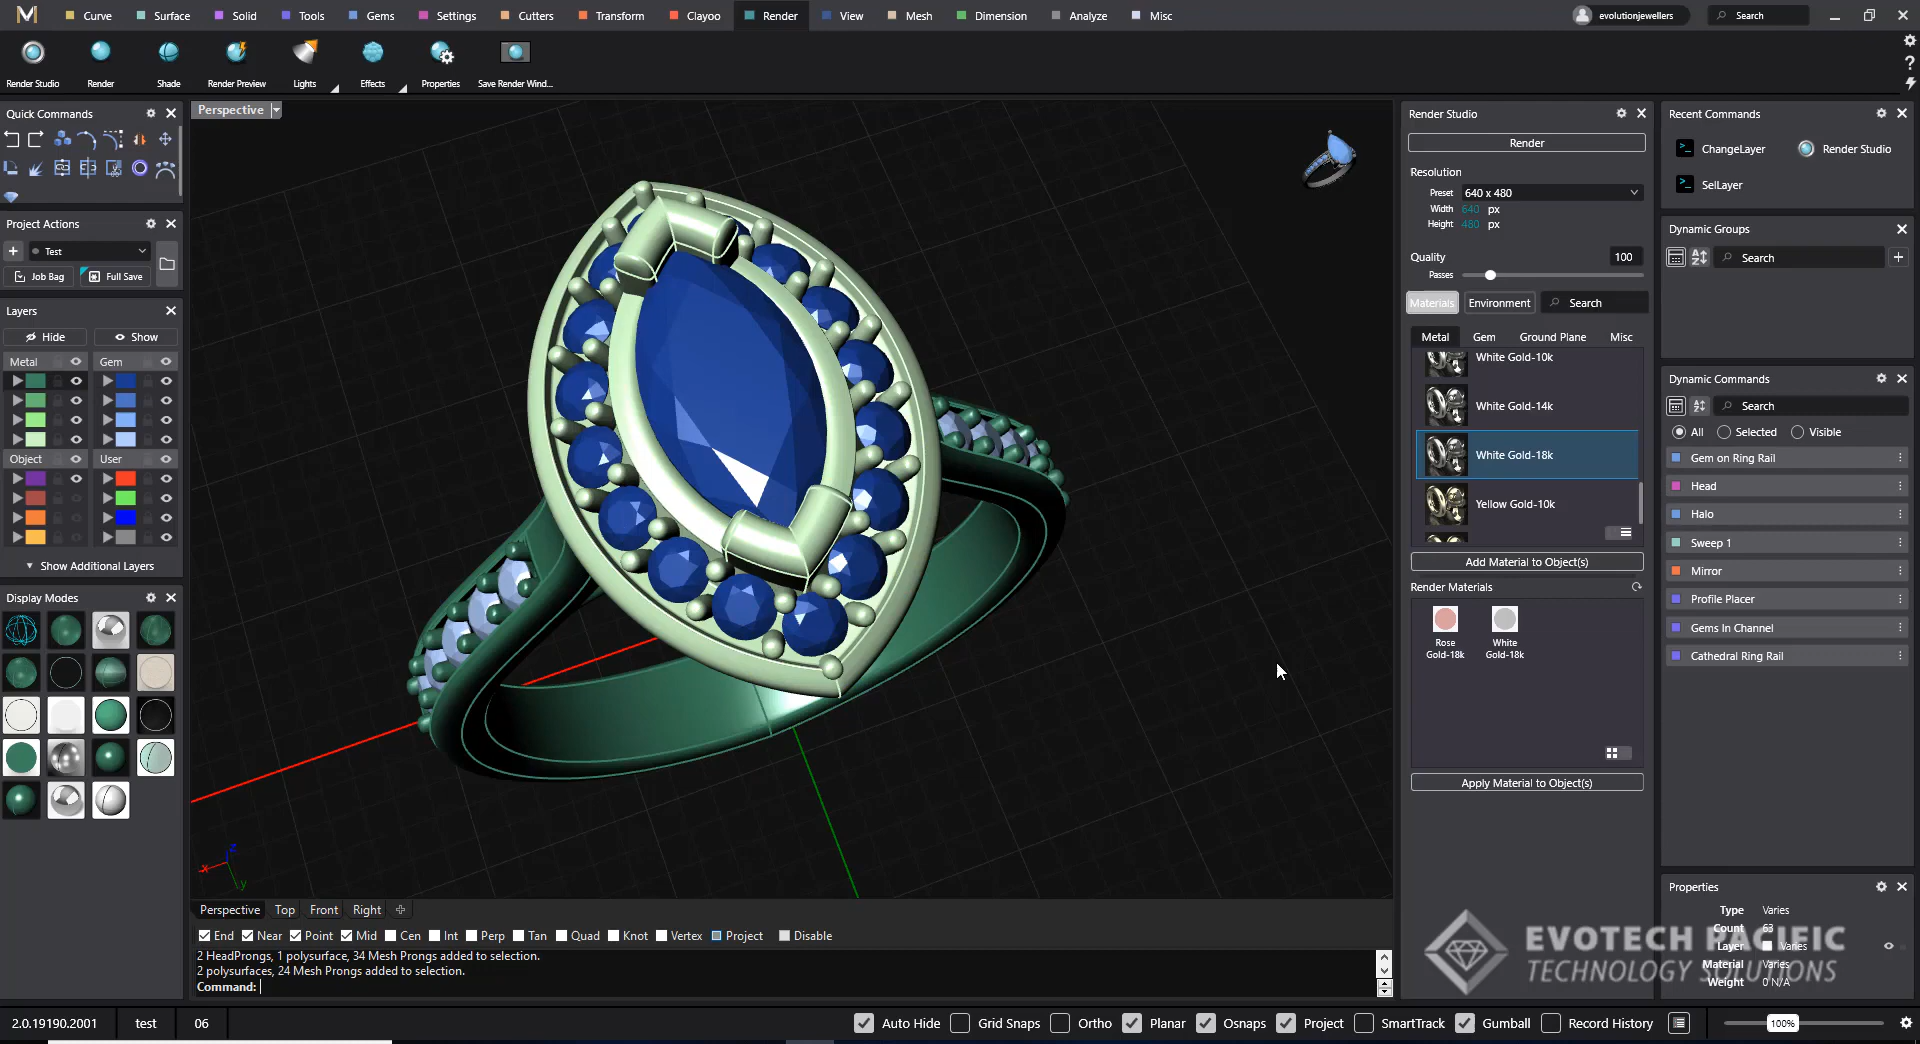 Curve Surface Solid Tools Gems Settings Cutters Transform Clayoo Render View Mesh Dimension Analyze Misc evolutionjewellers Search
Render Studio Render Shade Render Preview Lights Effects Properties Save Render Wind...
Quick Commands
Project Actions
Test
Job Bag Full Save
Layers
Hide Show
Metal Gem
Object User
Show Additional Layers
Display Modes
Perspective
Perspective Top Front Right
End Near Point Mid Cen Int Perp Tan Quad Knot Vertex Project Disable
2 HeadProngs, 1 polysurface, 34 Mesh Prongs added to selection.
2 polysurfaces, 24 Mesh Prongs added to selection.
Command:
x y z
Render Studio
Render
Resolution
Preset 640 x 480
Width 640 px
Height 480 px
Quality 100
Passes
Materials Environment Search
Metal Gem Ground Plane Misc
White Gold-10k
White Gold-14k
White Gold-18k
Yellow Gold-10k
Add Material to Object(s)
Render Materials
Rose Gold-18k
White Gold-18k
Apply Material to Object(s)
Recent Commands
ChangeLayer Render Studio
SelLayer
Dynamic Groups
Search
Dynamic Commands
Search
All Selected Visible
Gem on Ring Rail
Head
Halo
Sweep 1
Mirror
Profile Placer
Gems In Channel
Cathedral Ring Rail
Properties
Type Varies
Count 63
Layer Varies
Material Varies
Weight 0 N/A
EVOTECH PACIFIC
TECHNOLOGY SOLUTIONS
2.0.19190.2001 test 06 Auto Hide Grid Snaps Ortho Planar Osnaps Project SmartTrack Gumball Record History 100%